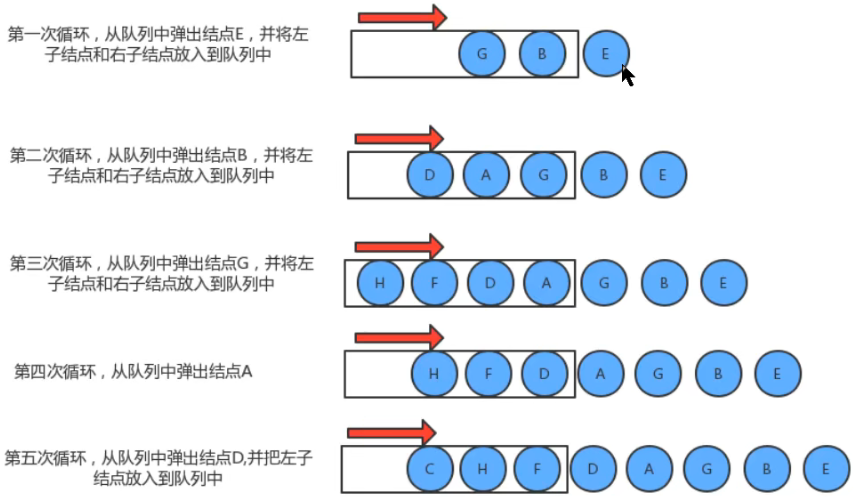 第一次循环，从队列中弹出结点E，并将左
子结点和右子结点放入到队列中
G B E
第二次循环，从队列中弹出结点B，并将左
子结点和右子结点放入到队列中
D A G B E
第三次循环，从队列中弹出结点G，并将左
子结点和右子结点放入到队列中
H F D A G B E
第四次循环，从队列中弹出结点A
H F D A G B E
第五次循环，从队列中弹出结点D,并把左子
结点放入到队列中
C H F D A G B E